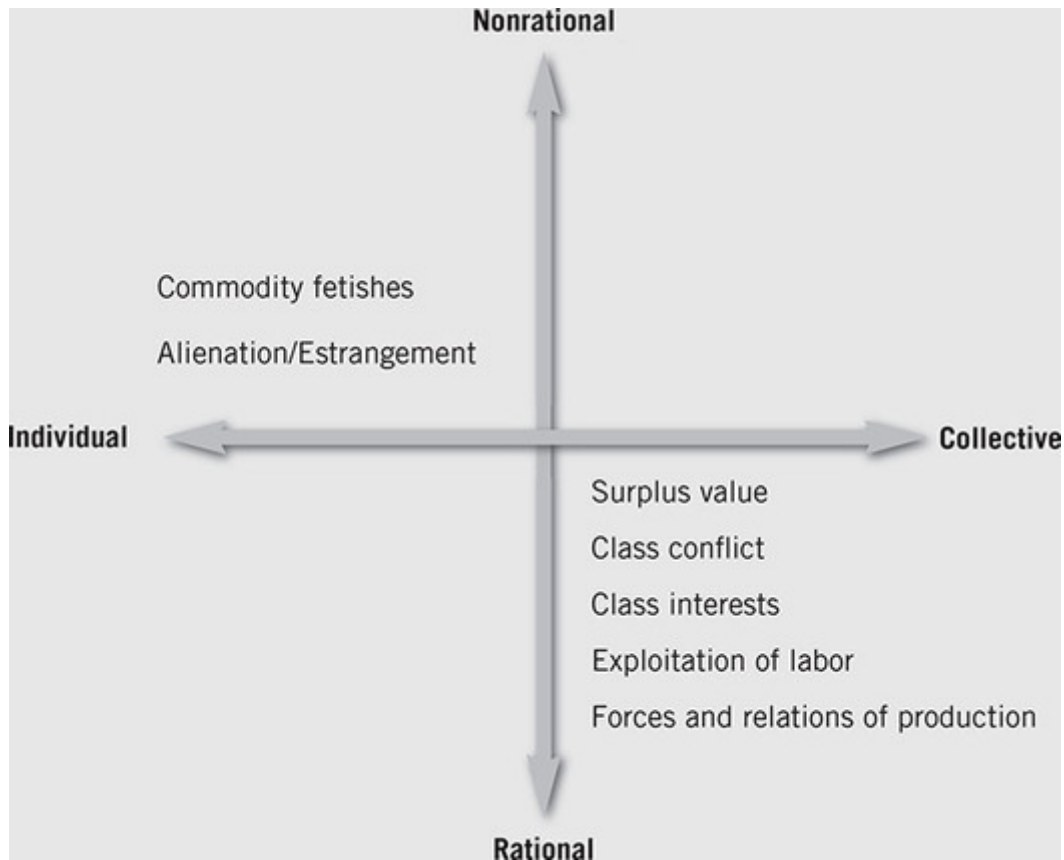 Nonrational
Commodity fetishes
Alienation/Estrangement
Individual
Collective
Surplus value
Class conflict
Class interests
Exploitation of labor
Forces and relations of production
Rational